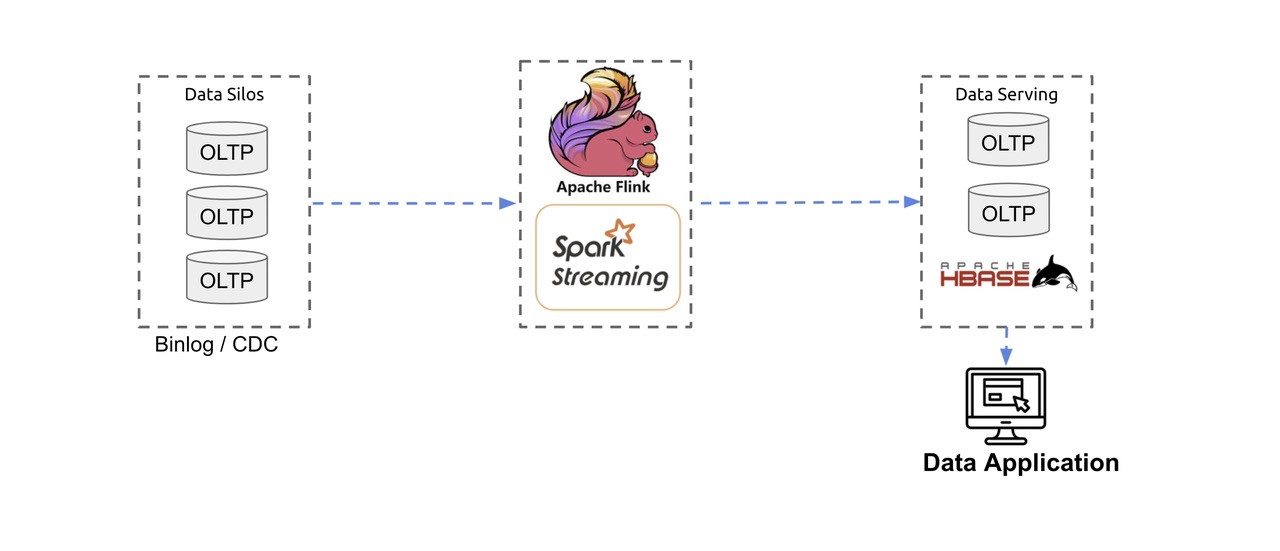 Data Silos
OLTP
OLTP
OLTP
Binlog / CDC
Apache Flink
Spark
Streaming
Data Serving
OLTP
OLTP
APACHE
HBASE
Data Application